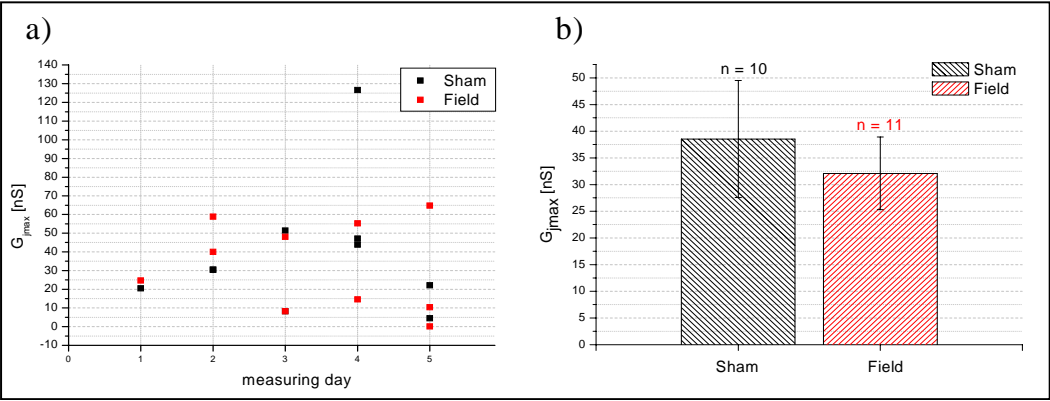 a)
140
130
120
110
100
90
80
70
60
50
40
30
20
10
0
-10
G jmax [nS]
Sham
Field
0 1 2 3 4 5
measuring day
b)
50
45
40
35
30
25
20
15
10
5
0
Gjmax [nS]
n = 10
n = 11
Sham
Field
Sham Field